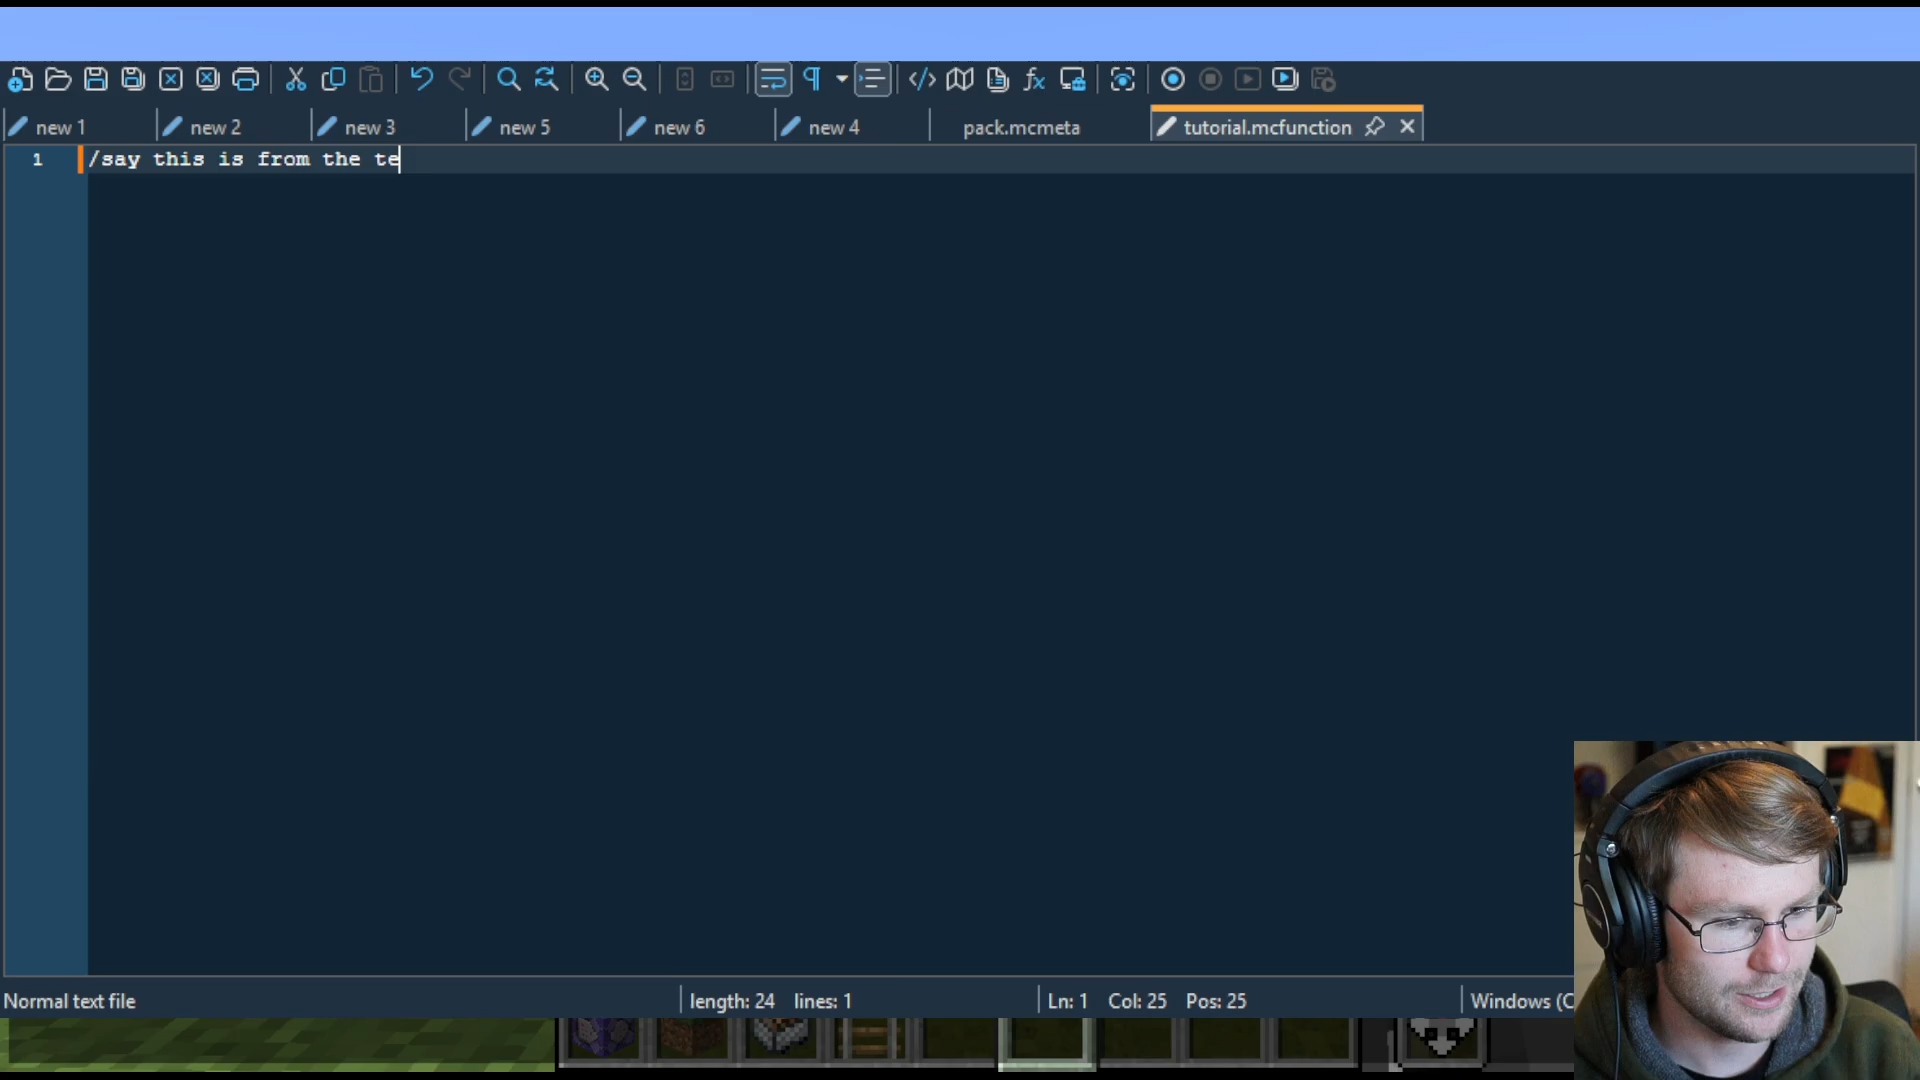 new 1 new 2 new 3 new 5 new 6 new 4 pack.mcmeta tutorial.mcfunction
1 /say this is from the te
Normal text file length: 24 lines: 1 Ln: 1 Col: 25 Pos: 25 Windows (C